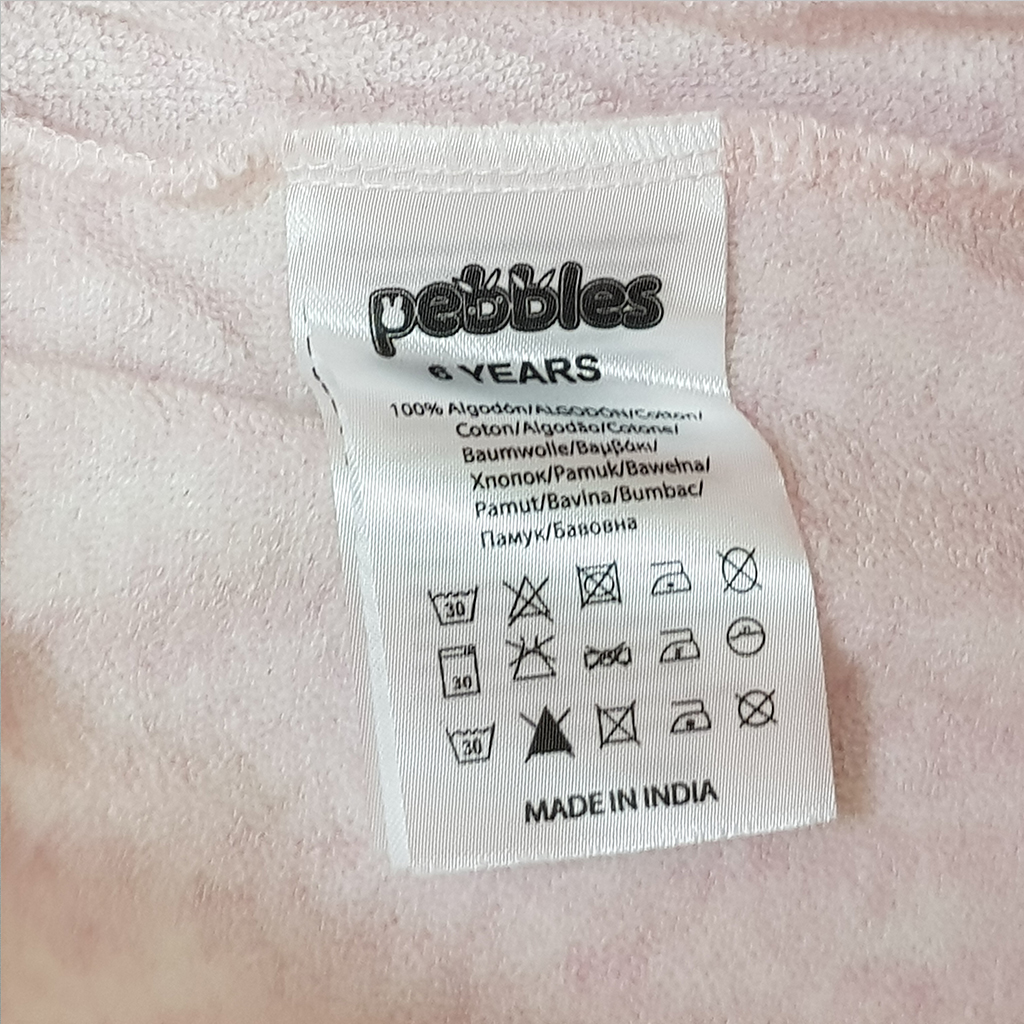 pebbles
6 YEARS
100% Algodón/ALGODÓN/Cotton/
Coton/Algodão/Cotone/
Baumwolle/Βαμβάκι/
Хлопок/Pamuk/Bawełna/
Pamut/Bavlna/Bumbac/
Памук/Бавовна
30
30
30
MADE IN INDIA